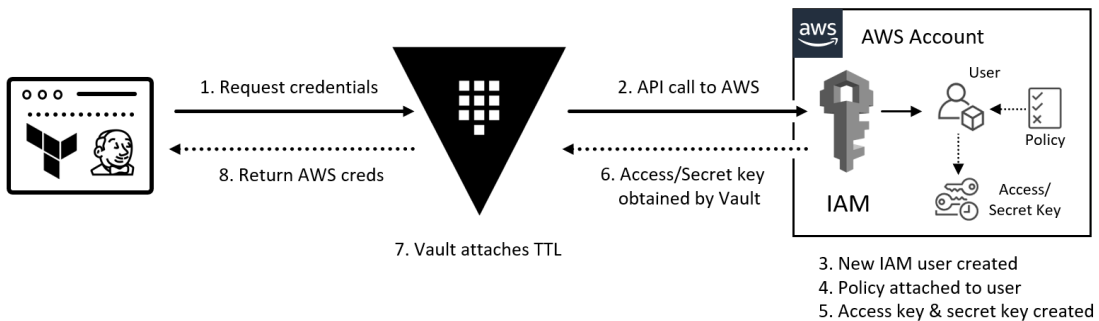 aws
AWS Account
1. Request credentials
2. API call to AWS
User
Policy
8. Return AWS creds
6. Access/Secret key
obtained by Vault
IAM
Access/
Secret Key
7. Vault attaches TTL
3. New IAM user created
4. Policy attached to user
5. Access key & secret key created